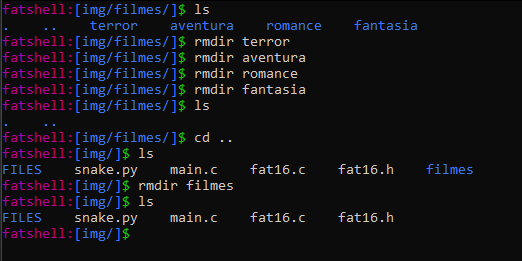 fatshell:[img/filmes/]$ ls
. .. terror aventura romance fantasia
fatshell:[img/filmes/]$ rmdir terror
fatshell:[img/filmes/]$ rmdir aventura
fatshell:[img/filmes/]$ rmdir romance
fatshell:[img/filmes/]$ rmdir fantasia
fatshell:[img/filmes/]$ ls
. ..
fatshell:[img/filmes/]$ cd ..
fatshell:[img/]$ ls
FILES snake.py main.c fat16.c fat16.h filmes
fatshell:[img/]$ rmdir filmes
fatshell:[img/]$ ls
FILES snake.py main.c fat16.c fat16.h
fatshell:[img/]$